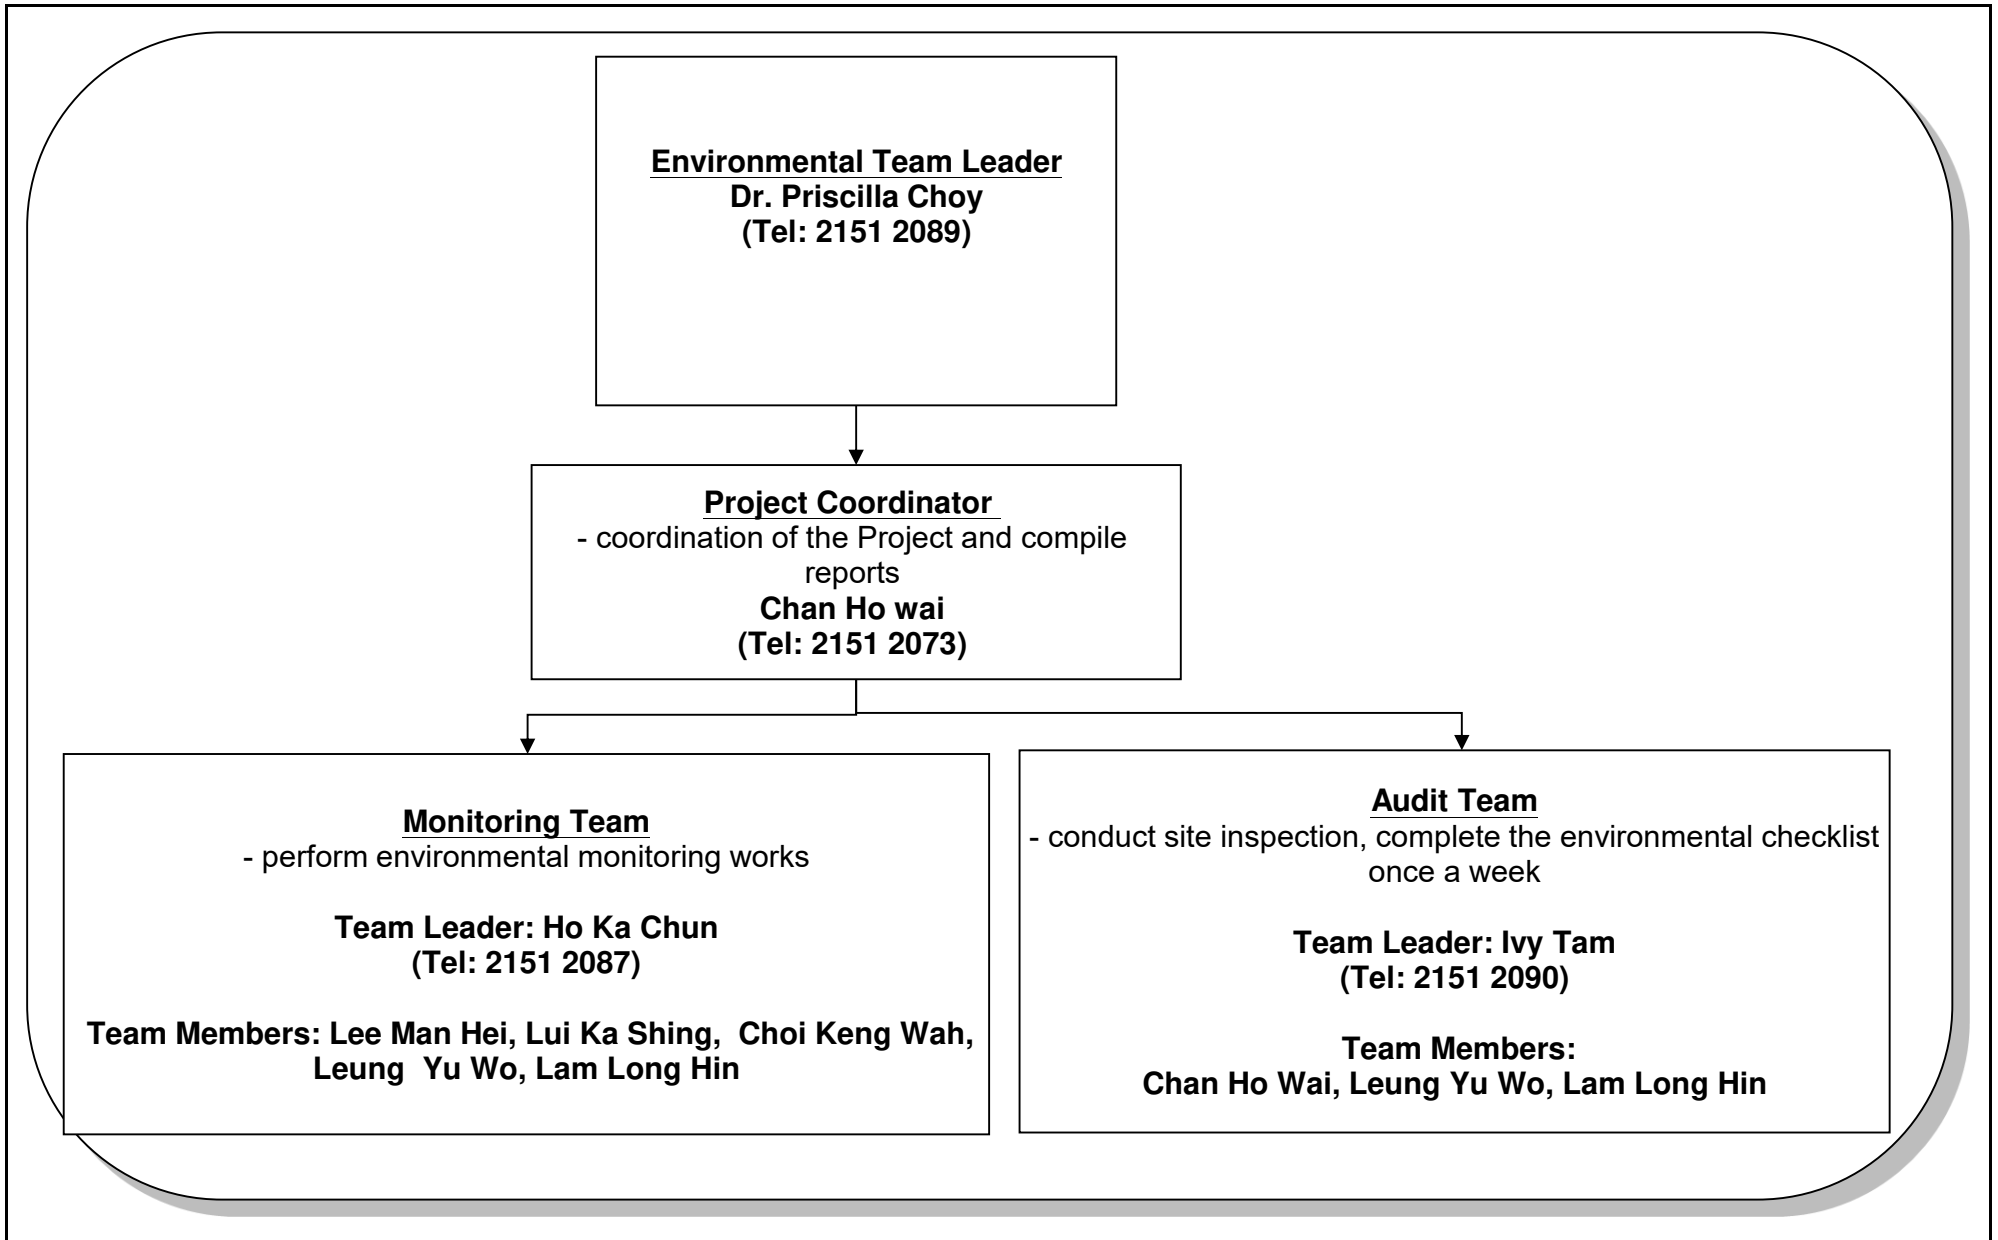 Environmental Team Leader
Dr. Priscilla Choy
(Tel: 2151 2089)
Project Coordinator
- coordination of the Project and compile
reports
Chan Ho wai
(Tel: 2151 2073)
Monitoring Team
- perform environmental monitoring works
Team Leader: Ho Ka Chun
(Tel: 2151 2087)
Team Members: Lee Man Hei, Lui Ka Shing,  Choi Keng Wah,
Leung  Yu Wo, Lam Long Hin
Audit Team
- conduct site inspection, complete the environmental checklist
once a week
Team Leader: Ivy Tam
(Tel: 2151 2090)
Team Members:
Chan Ho Wai, Leung Yu Wo, Lam Long Hin